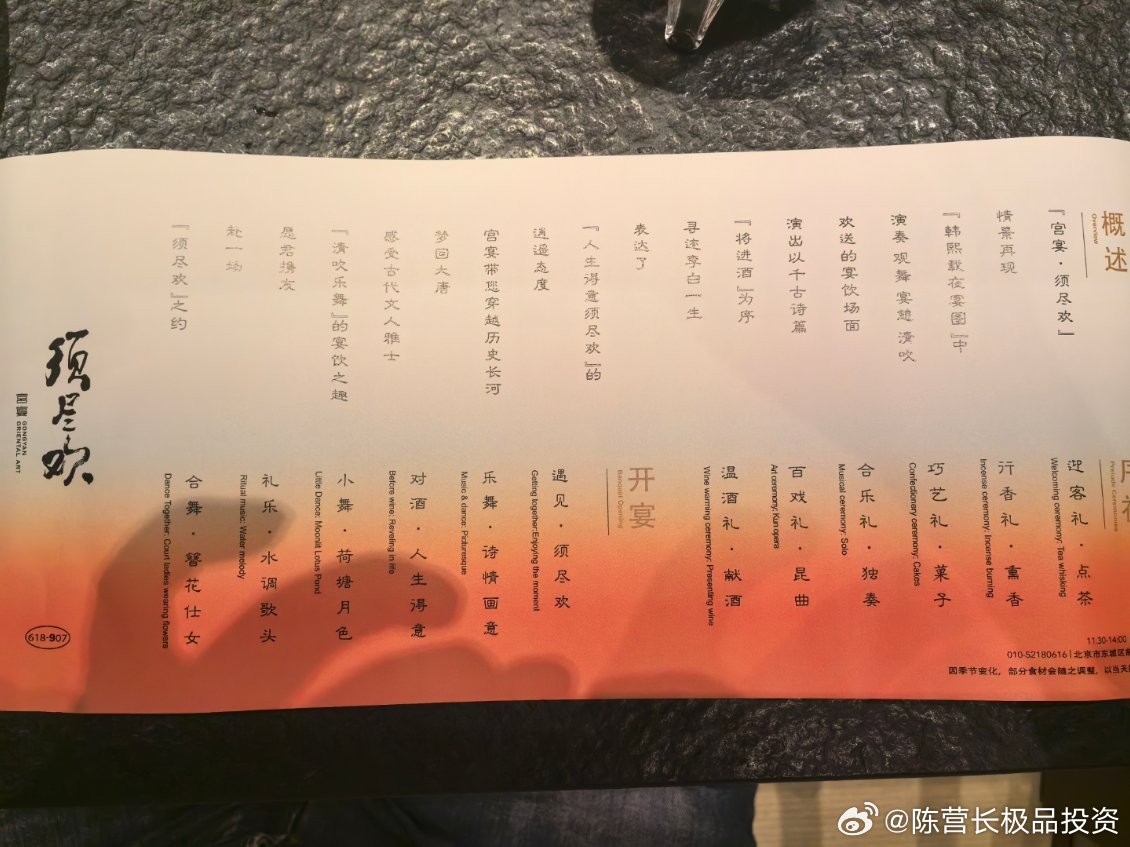 概述
Overview
『宫宴·须尽欢』
情景再现
『韩熙载夜宴图』中
演奏 观舞 宴憩 清吹
欢送的宴饮场面
演出以千古诗篇
『将进酒』为序
寻迹李白一生
表达了
『人生得意须尽欢』的
逍遥态度
宫宴带您穿越历史长河
梦回大唐
感受古代文人雅士
『清吹乐舞』的宴饮之趣
愿君携友
赴一场
『须尽欢』之约
序礼
Prelude Ceremonies
迎客礼·点茶
Welcoming ceremony: Tea whisking
行香礼·熏香
Incense ceremony: Incense burning
巧艺礼·菓子
Confectionery ceremony: Cakes
合乐礼·独奏
Musical ceremony: Solo
百戏礼·昆曲
Art ceremony: Kun opera
温酒礼·献酒
Wine warming ceremony: Presenting wine
开宴
Banquet Opening
遇见·须尽欢
Getting together:Enjoying the moment
乐舞·诗情画意
Music & dance: Picturesque
对酒·人生得意
Before wine: Reveling in life
小舞·荷塘月色
Little Dance: Moonlit Lotus Pond
礼乐·水调歌头
Ritual music: Water melody
合舞·簪花仕女
Dance Together: Court ladies wearing flowers
须尽欢
宫宴
GONGYAN
ORIENTAL ART
618-907
11:30-14:00
010-52180616 | 北京市东城区
因季节变化，部分食材会随之调整，以当天
@陈营长极品投资